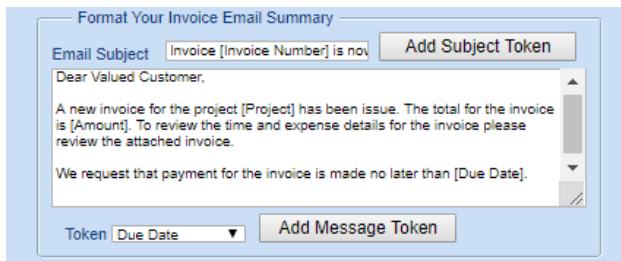 Format Your Invoice Email Summary
Email Subject Invoice [Invoice Number] is now Add Subject Token
Dear Valued Customer,
A new invoice for the project [Project] has been issue. The total for the invoice
is [Amount]. To review the time and expense details for the invoice please
review the attached invoice.
We request that payment for the invoice is made no later than [Due Date].
Token Due Date Add Message Token